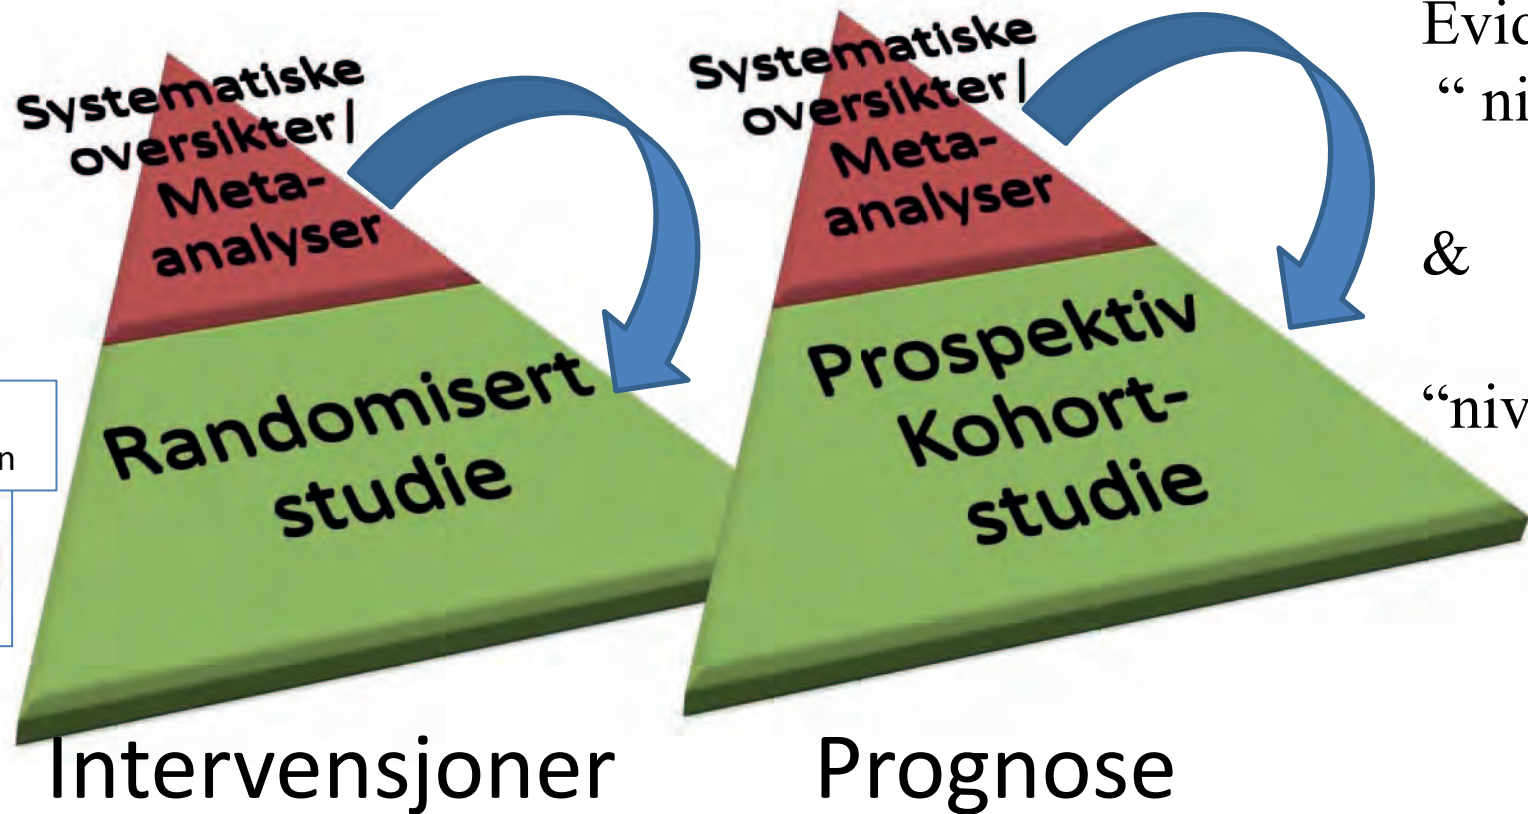 Systematiske
oversikter/
Meta-
analyser
Randomisert
studie
Intervensjoner
Systematiske
oversikter/
Meta-
analyser
Prospektiv
Kohort-
studie
Prognose
&